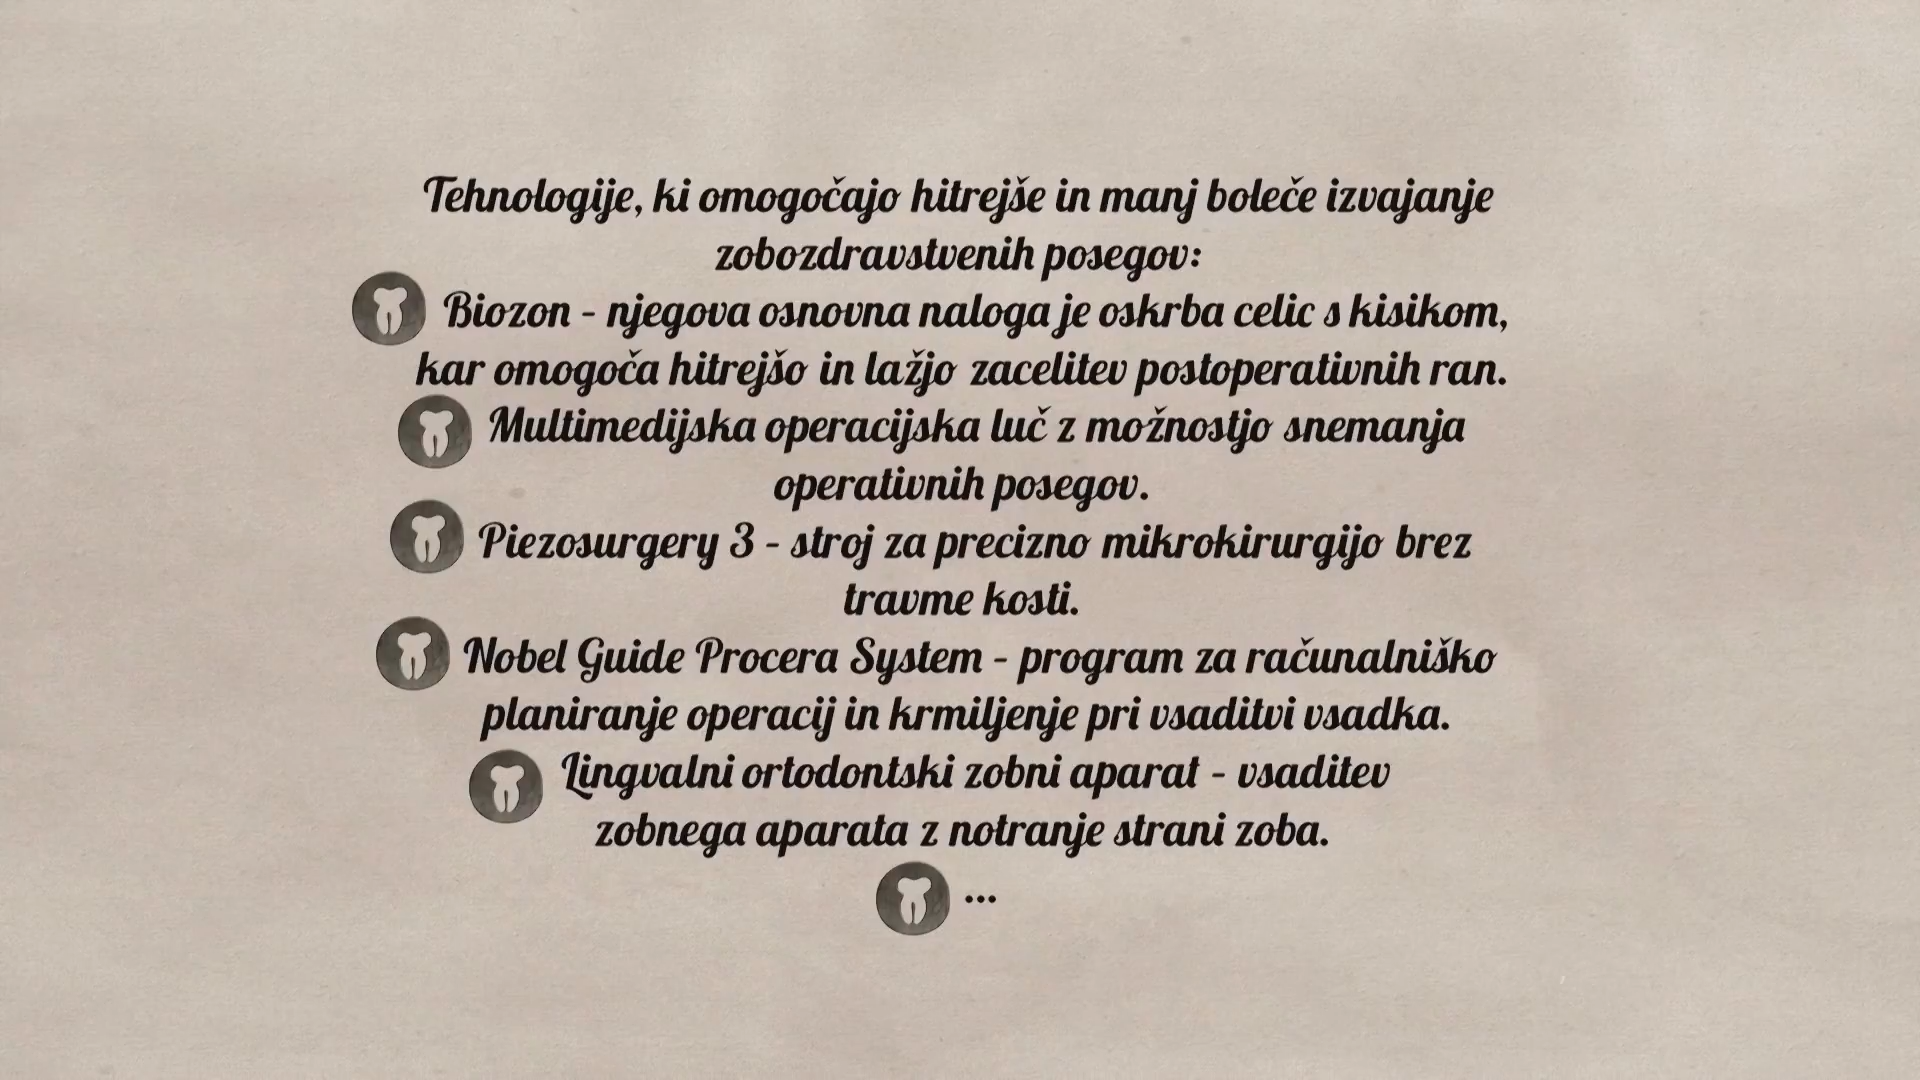 Tehnologije, ki omogočajo hitrejše in manj boleče izvajanje
zobozdravstvenih posegov:
Biozon - njegova osnovna naloga je oskrba celic s kisikom,
kar omogoča hitrejšo in lažjo zacelitev postoperativnih ran.
Multimedijska operacijska luč z možnostjo snemanja
operativnih posegov.
Piezosurgery 3 - stroj za precizno mikrokirurgijo brez
travme kosti.
Nobel Guide Procera System - program za računalniško
planiranje operacij in krmiljenje pri vsaditvi vsadka.
Lingvalni ortodontski zobni aparat - vsaditev
zobnega aparata z notranje strani zoba.
...